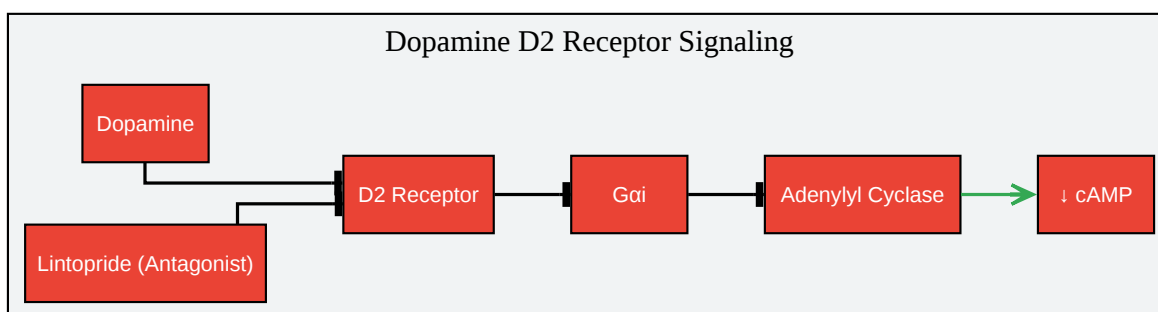 Dopamine D2 Receptor Signaling
Dopamine
D2 Receptor
Gαi
Adenylyl Cyclase
↓ cAMP
Lintopride (Antagonist)